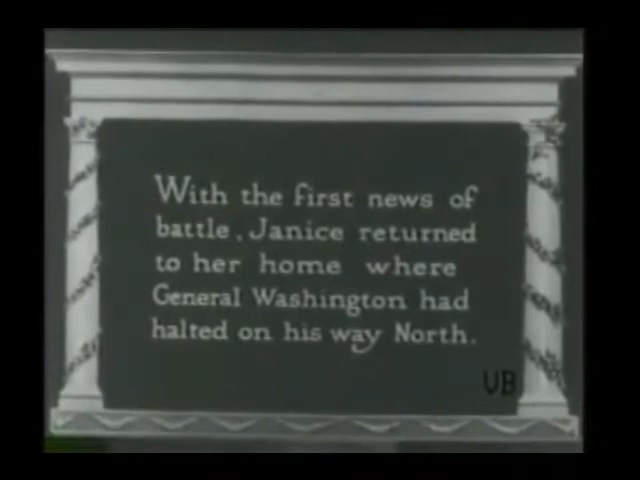 With the first news of
battle, Janice returned
to her home where
General Washington had
halted on his way North.
VB